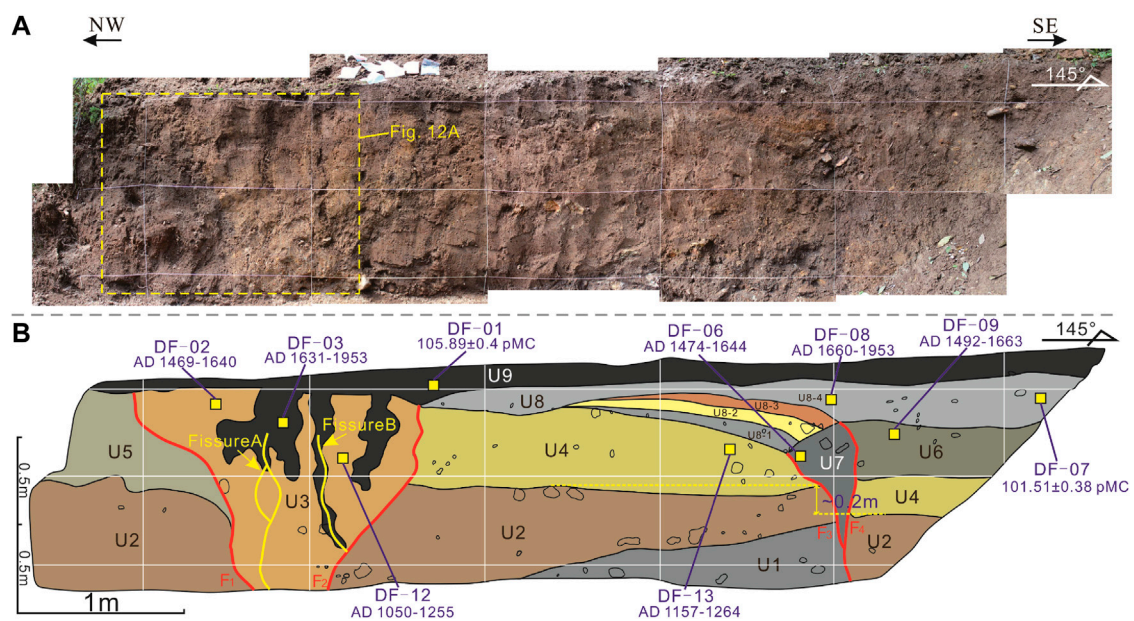 A
NW
SE
145°
Fig. 12A
B
DF-02
AD 1469-1640
DF-03
AD 1631-1953
DF-01
105.89±0.4 pMC
DF-06
AD 1474-1644
DF-08
AD 1660-1953
DF-09
AD 1492-1663
145°
U9
U8
U8-4
U8-3
U8-2
U8-1
FissureA
FissureB
U5
U4
U7
U6
DF-07
101.51±0.38 pMC
1m
0.5m
U3
U4
~0.2m
U2
U2
U2
F3
F4
U1
0.5m
F1
F2
1m
DF-12
AD 1050-1255
DF-13
AD 1157-1264